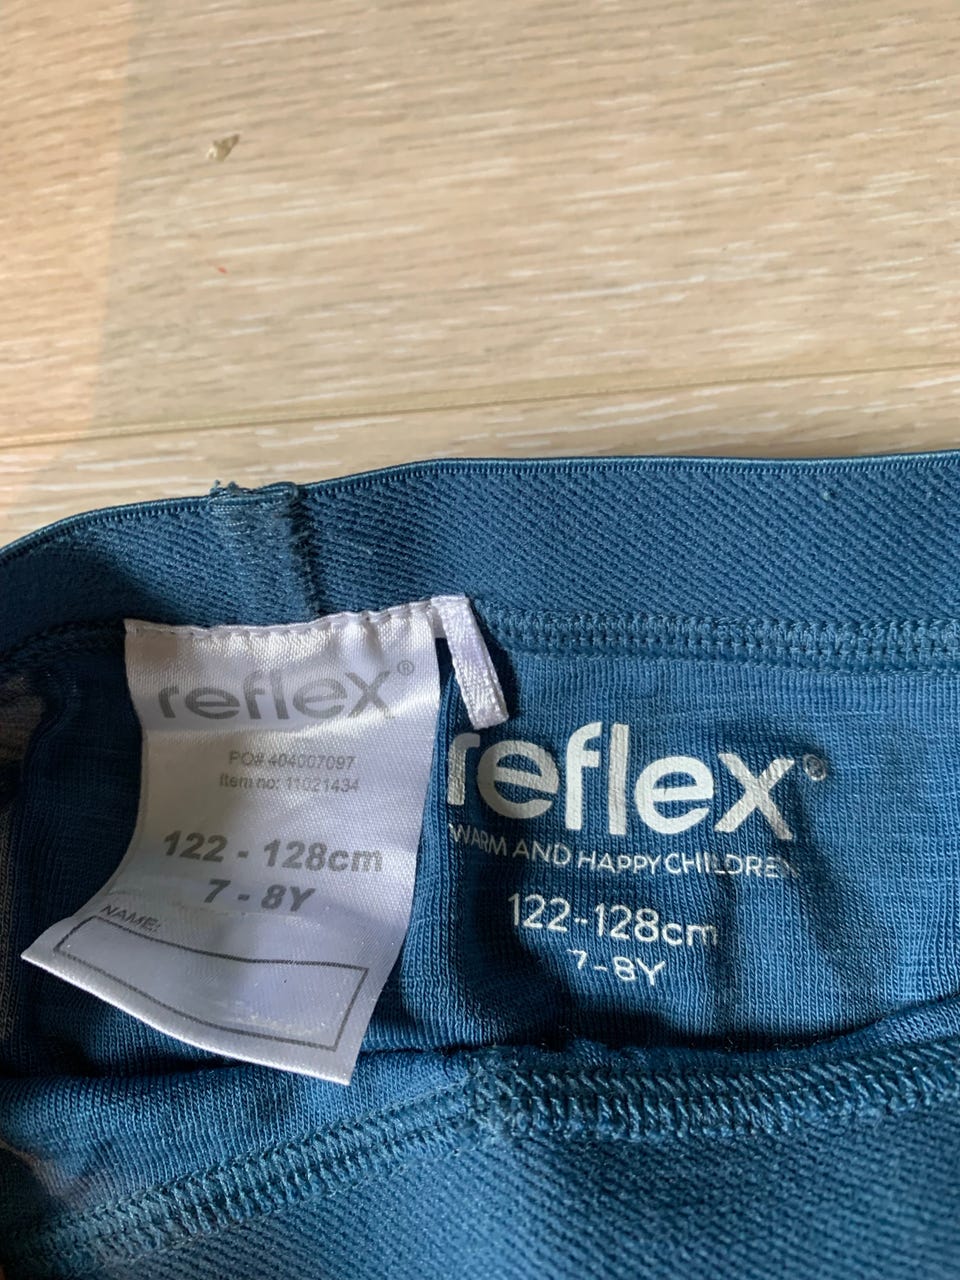 reflex®
PO# 404007097
Item no: 11021434
122 - 128cm
7 - 8Y
NAME:
reflex®
WARM AND HAPPY CHILDREN
122-128cm
7-8Y